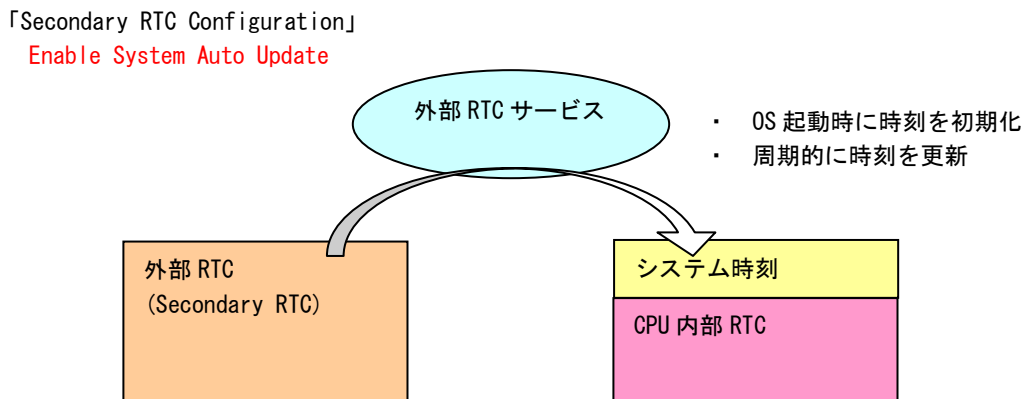 「Secondary RTC Configuration」
Enable System Auto Update
外部 RTC サービス
・ OS 起動時に時刻を初期化
・ 周期的に時刻を更新
外部 RTC
(Secondary RTC)
システム時刻
CPU 内部 RTC